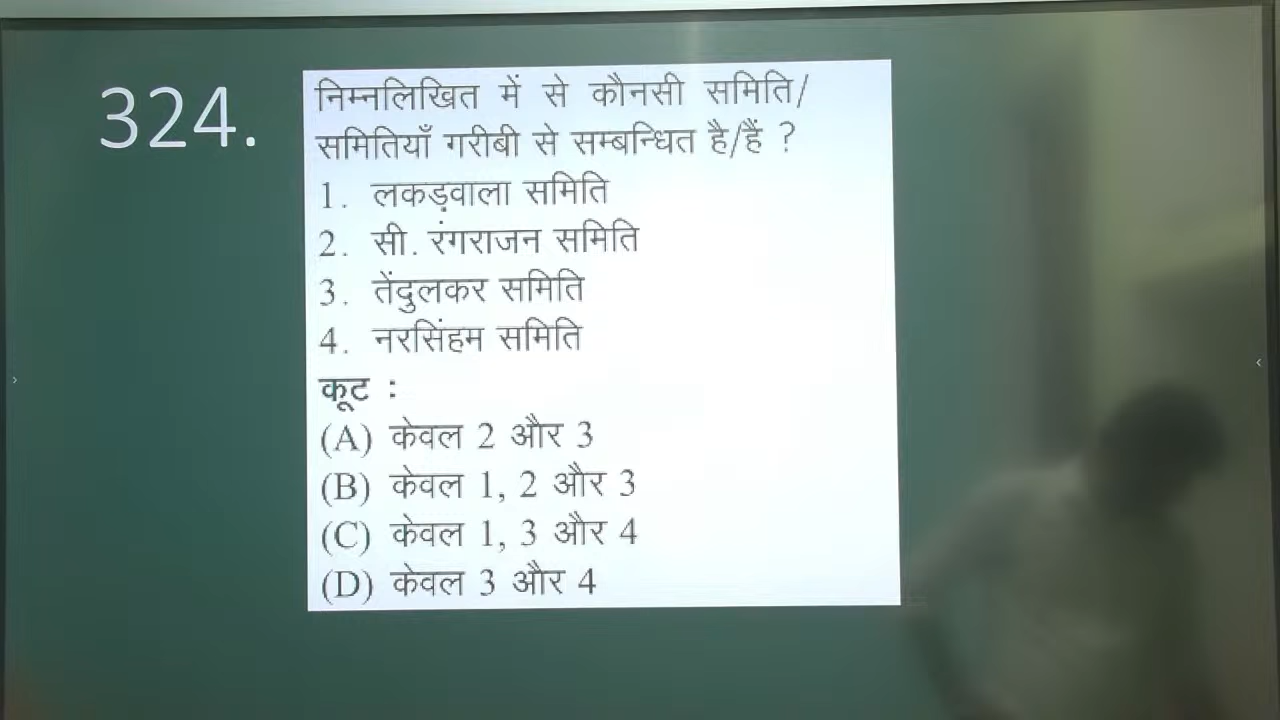 324.
निम्नलिखित में से कौनसी समिति/
समितियाँ गरीबी से सम्बन्धित है/हैं ?
1. लकड़वाला समिति
2. सी. रंगराजन समिति
3. तेंदुलकर समिति
4. नरसिंहम समिति
कूट :
(A) केवल 2 और 3
(B) केवल 1, 2 और 3
(C) केवल 1, 3 और 4
(D) केवल 3 और 4